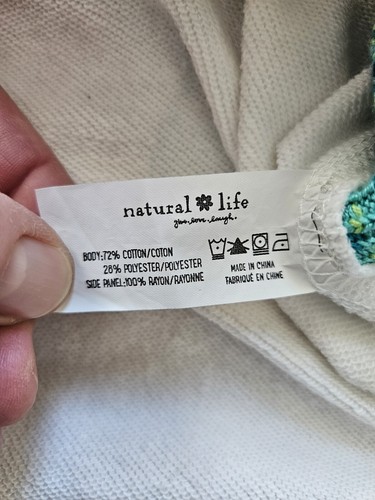 natural life
give.love.laugh.
BODY:72% COTTON/COTON
28% POLYESTER/POLYESTER
SIDE PANEL:100% RAYON/RAYONNE
MADE IN CHINA
FABRIQUÉ EN CHINE